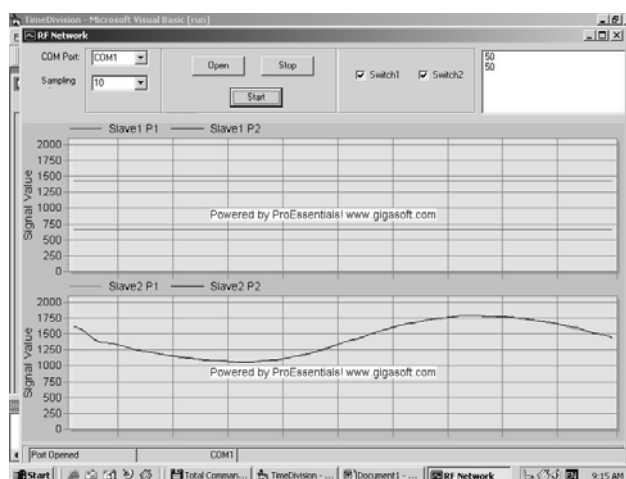 TimeDivision - Microsoft Visual Basic [run]
RF Network
COM Port: COM1
Open
Stop
Switch1
Switch2
50
50
Sampling
10
Start
Slave1 P1
Slave1 P2
2000
1750
1500
1250
1000
750
500
250
0
Signal Value
Powered by ProEssentials! www.gigasoft.com
Slave2 P1
Slave2 P2
2000
1750
1500
1250
1000
750
500
250
0
Signal Value
Powered by ProEssentials! www.gigasoft.com
Port Opened
COM1
Start
Total Comman...
TimeDivision - ...
Document1 - ...
RF Network
EN
9:15 AM